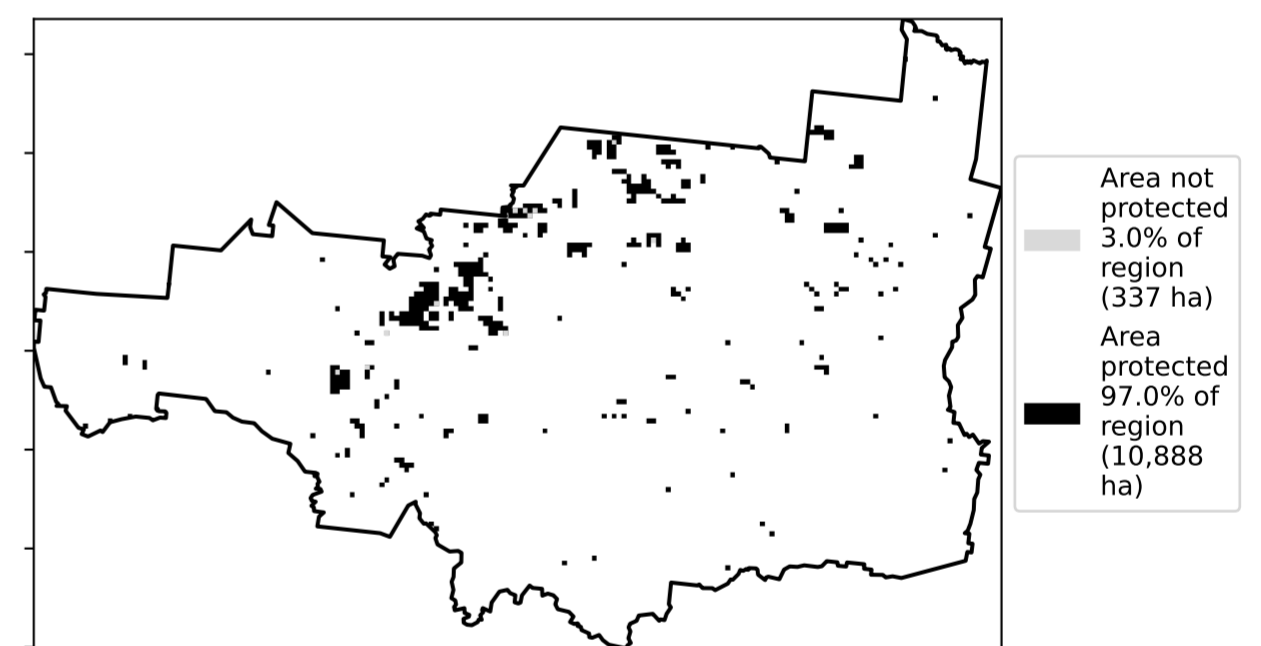 Area not
protected
3.0% of
region
(337 ha)
Area
protected
97.0% of
region
(10,888
ha)